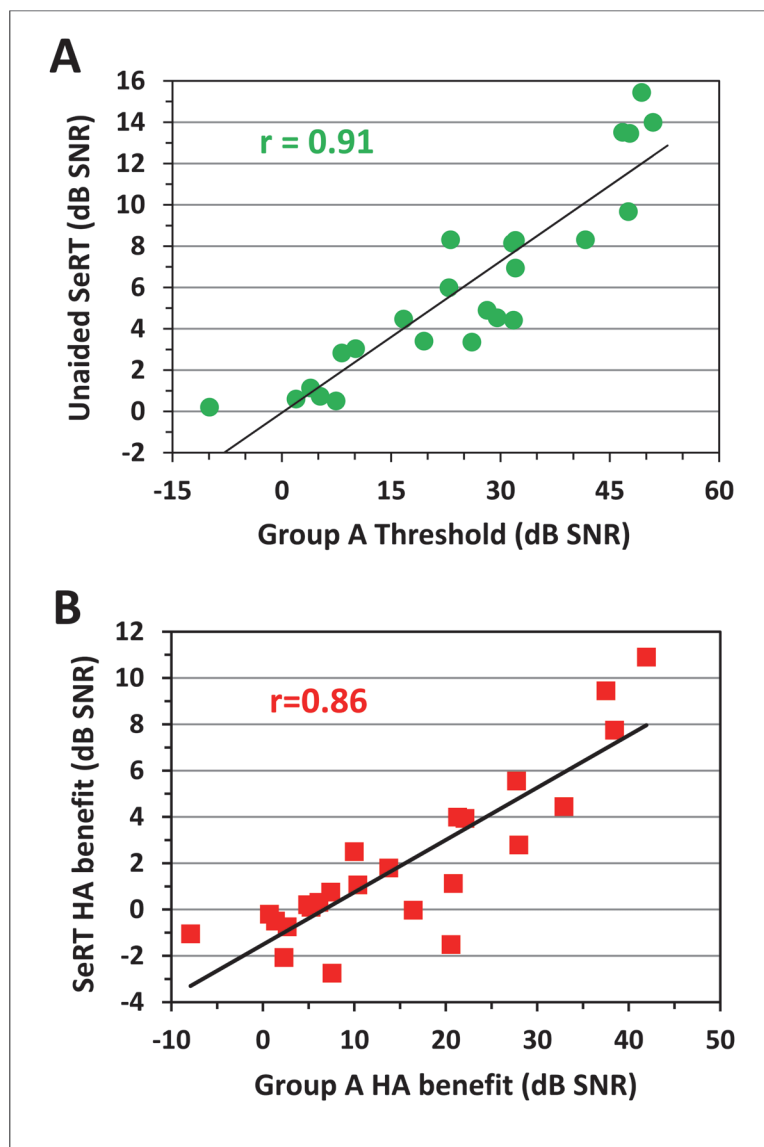 A
Unaided SeRT (dB SNR)
16
14
12
10
8
6
4
2
0
-2
r = 0.91
-15 0 15 30 45 60
Group A Threshold (dB SNR)
B
SeRT HA benefit (dB SNR)
12
10
8
6
4
2
0
-2
-4
r=0.86
-10 0 10 20 30 40 50
Group A HA benefit (dB SNR)